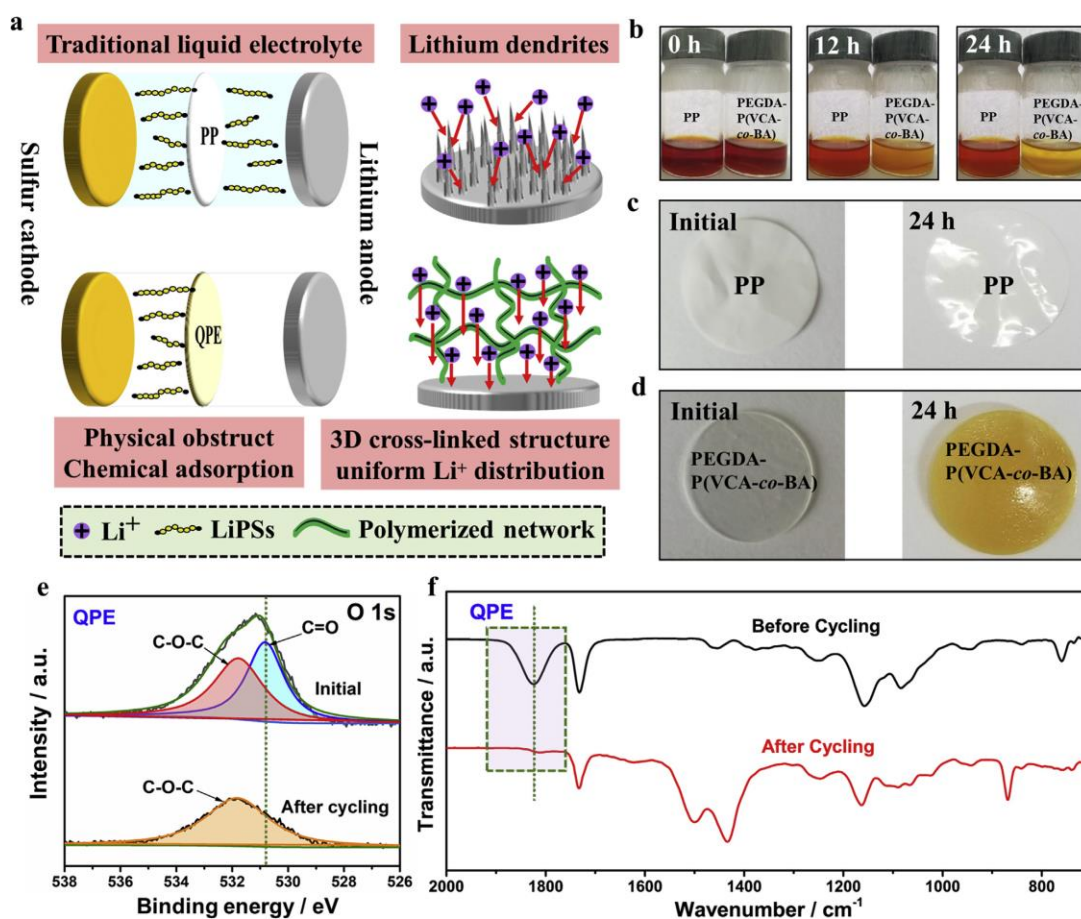 a
Traditional liquid electrolyte
Lithium dendrites
Sulfur cathode
PP
Lithium anode
QPE
Physical obstruct
Chemical adsorption
3D cross-linked structure
uniform Li⁺ distribution
Li⁺
LiPSs
Polymerized network
b
0 h
PP
PEGDA-
P(VCA-
co-BA)
12 h
PP
PEGDA-
P(VCA-
co-BA)
24 h
PP
PEGDA-
P(VCA-
co-BA)
c
Initial
PP
24 h
PP
d
Initial
PEGDA-
P(VCA-co-BA)
24 h
PEGDA-
P(VCA-co-BA)
e
QPE
O 1s
C-O-C
C=O
Initial
C-O-C
After cycling
Intensity / a.u.
538 536 534 532 530 528 526
Binding energy / eV
f
QPE
Before Cycling
After Cycling
Transmittance / a.u.
2000 1800 1600 1400 1200 1000 800
Wavenumber / cm⁻¹